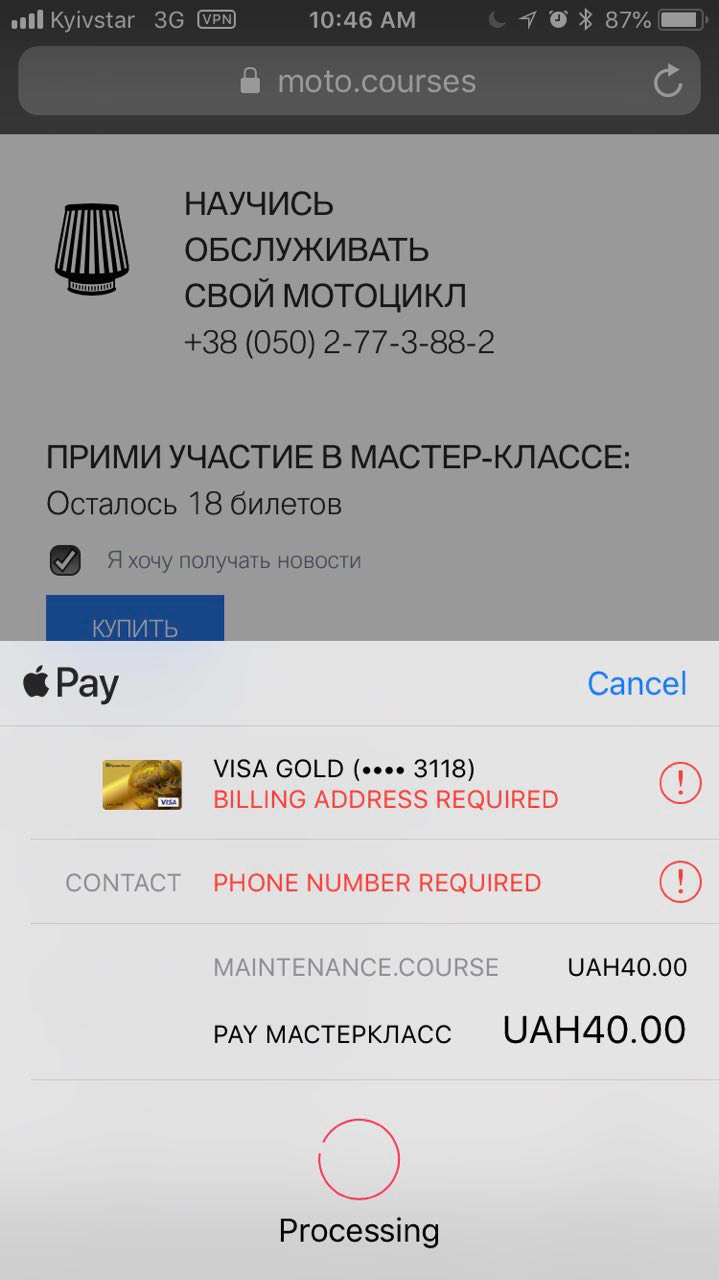 Kyivstar 3G VPN 10:46 AM 87%
moto.courses
НАУЧИСЬ
ОБСЛУЖИВАТЬ
СВОЙ МОТОЦИКЛ
+38 (050) 2-77-3-88-2
ПРИМИ УЧАСТИЕ В МАСТЕР-КЛАССЕ:
Осталось 18 билетов
Я хочу получать новости
КУПИТЬ
Pay Cancel
VISA GOLD (•••• 3118)
BILLING ADDRESS REQUIRED
VISA
CONTACT PHONE NUMBER REQUIRED
MAINTENANCE.COURSE UAH40.00
PAY МАСТЕРКЛАСС UAH40.00
Processing